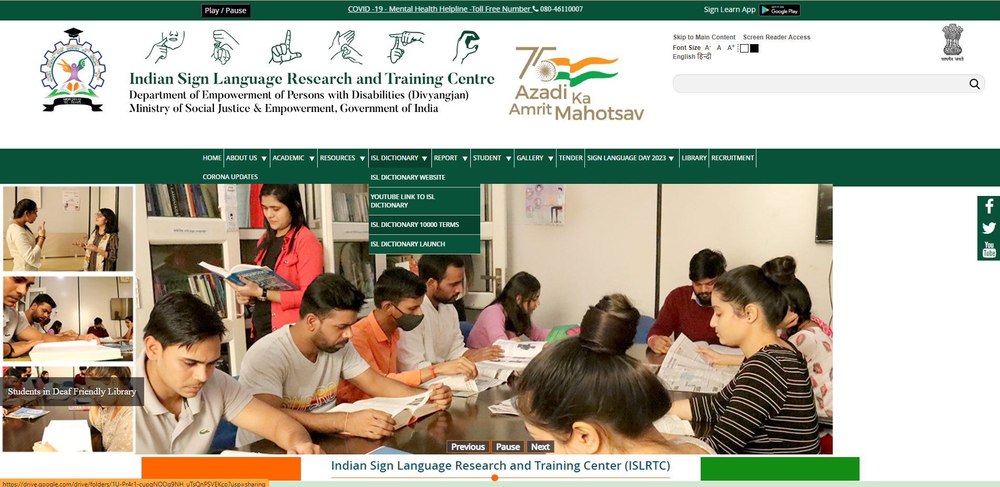 Play / Pause
COVID -19 - Mental Health Helpline -Toll Free Number 080-46110007
Sign Learn App
GET IT ON
Google Play
Skip to Main Content Screen Reader Access
Font Size A- A A+
English हिन्दी
सत्यमेव जयते
NEW DELHI
नई दिल्ली
Indian Sign Language Research and Training Centre
Department of Empowerment of Persons with Disabilities (Divyangjan)
Ministry of Social Justice & Empowerment, Government of India
75
Azadi Ka
Amrit Mahotsav
HOME ABOUT US ACADEMIC RESOURCES ISL DICTIONARY REPORT STUDENT GALLERY TENDER SIGN LANGUAGE DAY 2023 LIBRARY RECRUITMENT
CORONA UPDATES
ISL DICTIONARY WEBSITE
YOUTUBE LINK TO ISL
DICTIONARY
ISL DICTIONARY 10000 TERMS
ISL DICTIONARY LAUNCH
You
Tube
Students in Deaf Friendly Library
Previous Pause Next
Indian Sign Language Research and Training Center (ISLRTC)
https://drive.google.com/drive/folders/1U-Pr4r1-cupgNOOg9NH_uTsQnPSVEKco?usp=sharing